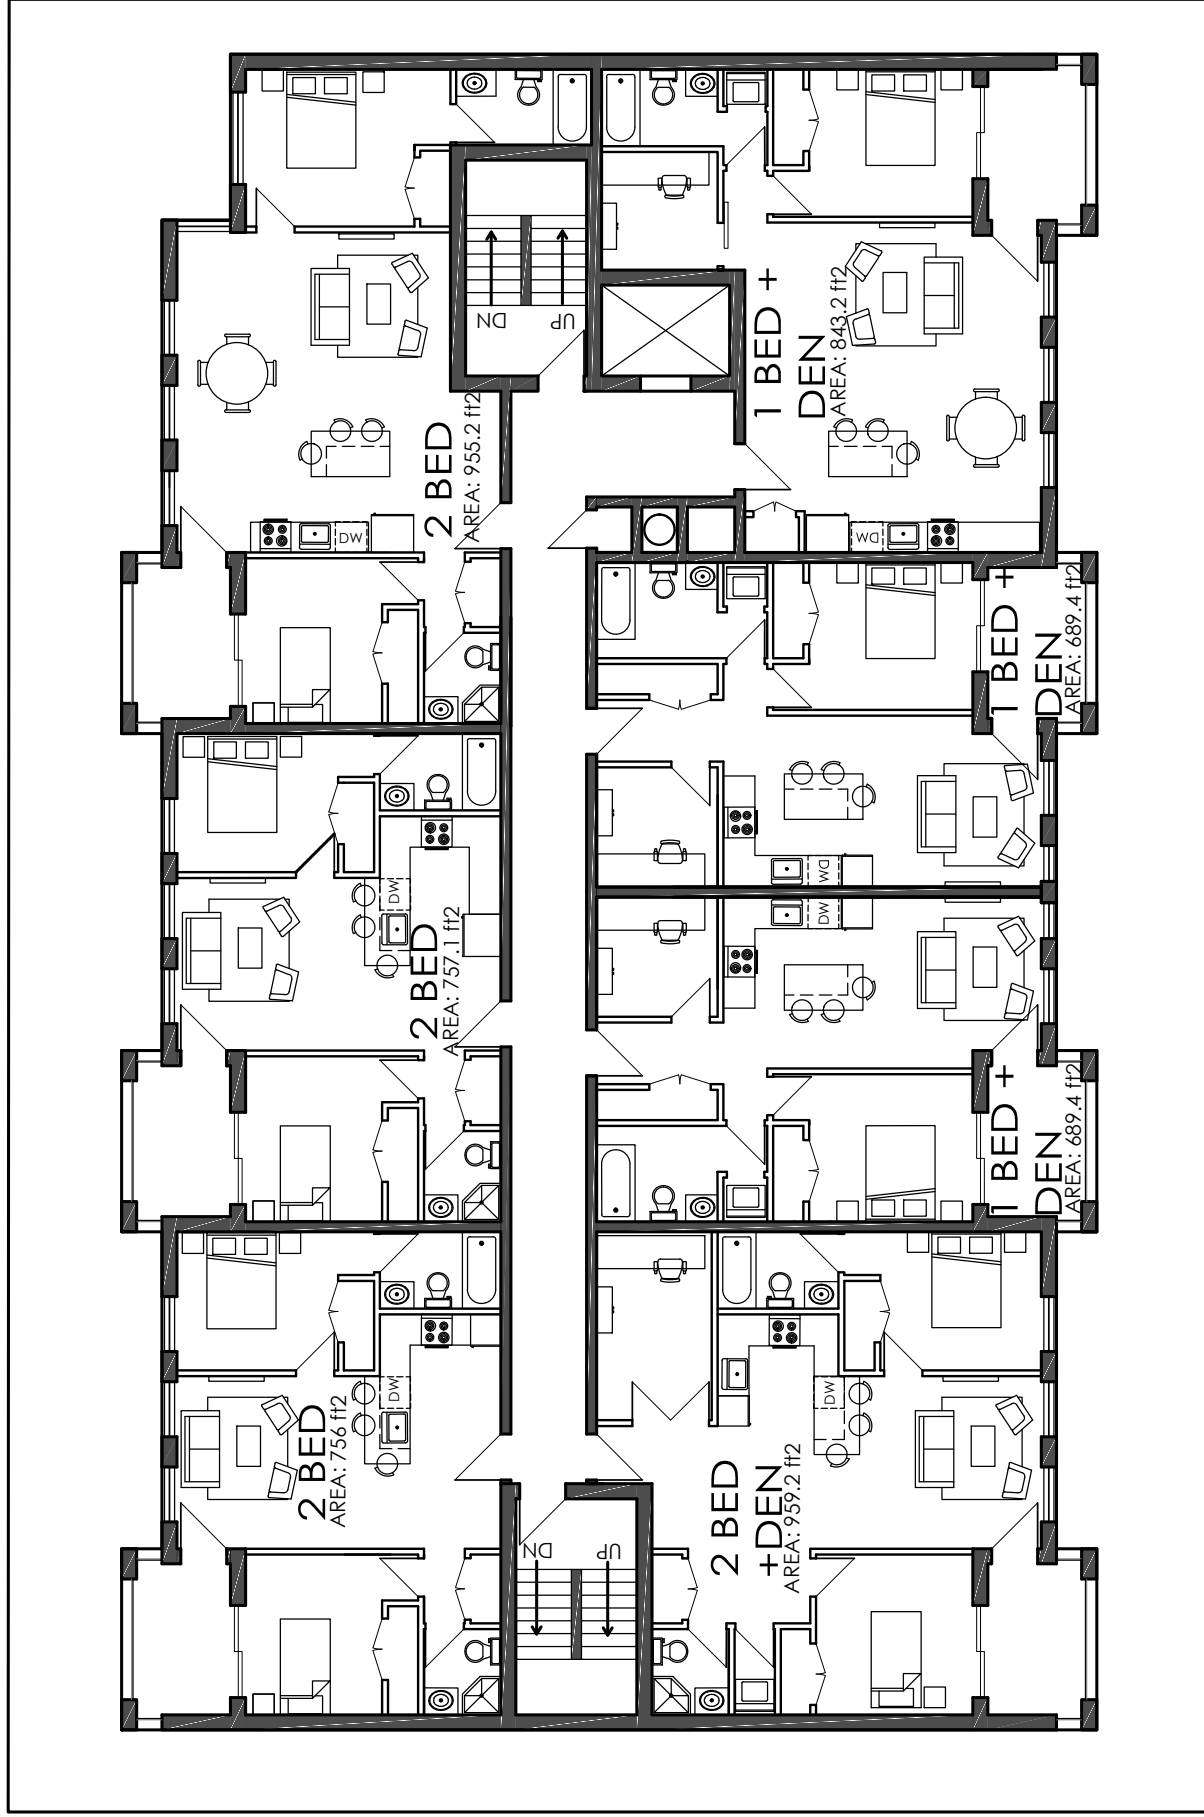 DN
UP
1 BED +
DEN
AREA: 843.2 ft2
2 BED
AREA: 955.2 ft2
DW
DW
1 BED +
DEN
AREA: 689.4 ft2
DW
DW
DW
2 BED
AREA: 757.1 ft2
1 BED +
DEN
AREA: 689.4 ft2
DW
DW
2 BED
AREA: 756 ft2
2 BED
+DEN
AREA: 959.2 ft2
DN
UP